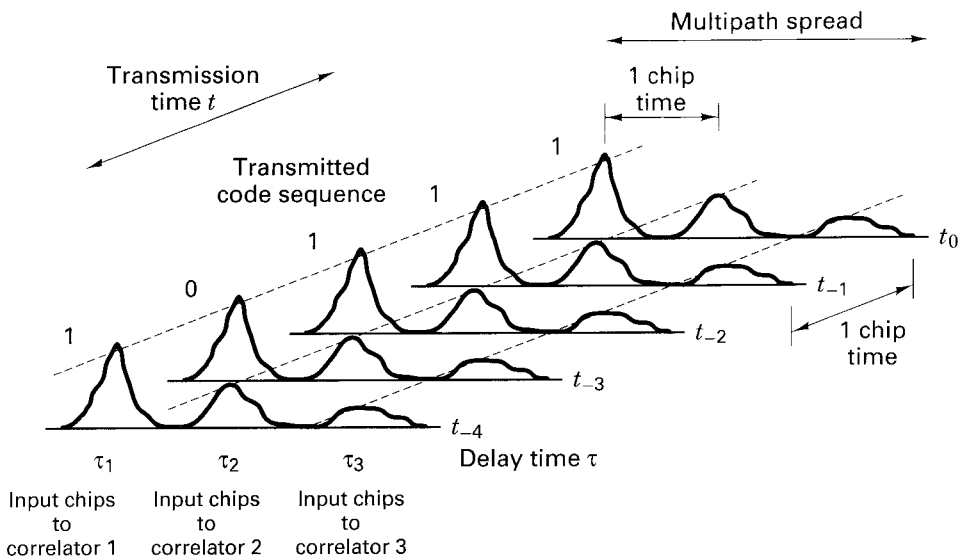 Multipath spread
Transmission
time t
1 chip
time
Transmitted
code sequence
1
1
1
0
1
t₀
t₋₁
t₋₂
t₋₃
t₋₄
1 chip
time
τ₁
τ₂
τ₃
Delay time τ
Input chips
to
correlator 1
Input chips
to
correlator 2
Input chips
to
correlator 3